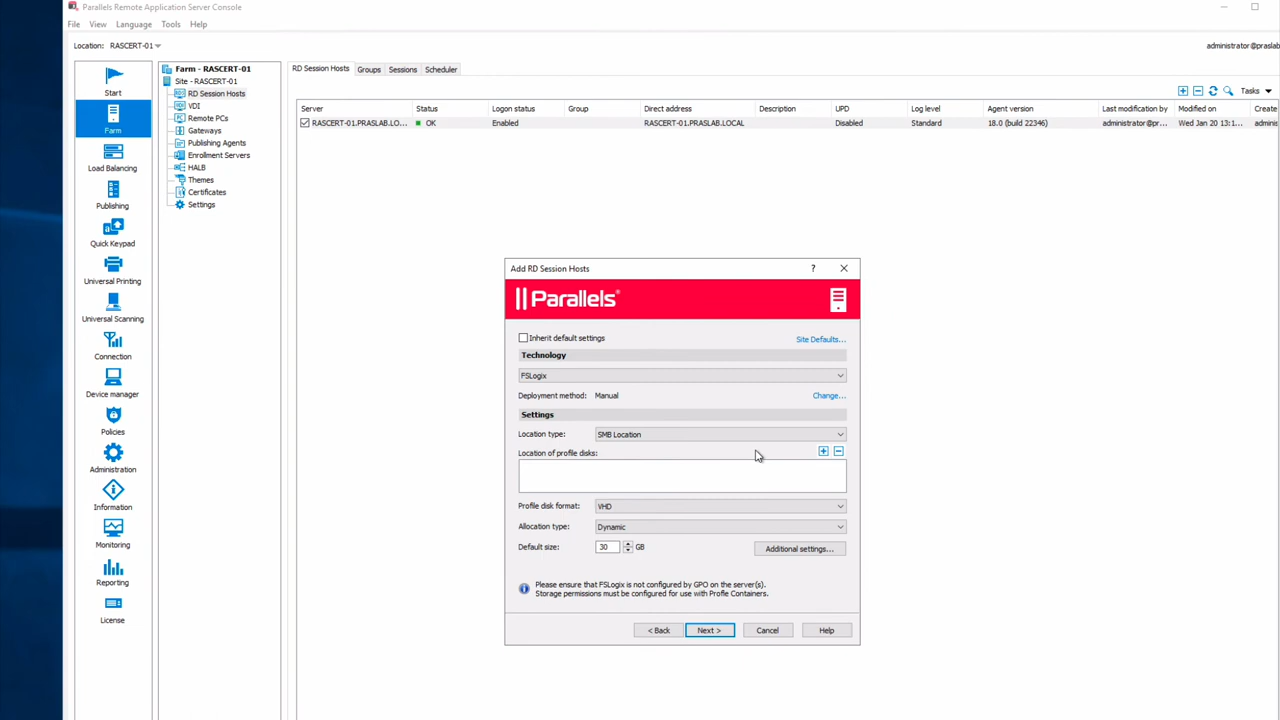 Parallels Remote Application Server Console
File View Language Tools Help
Location: RASCERT-01
administrator@praslab
Start
Farm
Load Balancing
Publishing
Quick Keypad
Universal Printing
Universal Scanning
Connection
Device manager
Policies
Administration
Information
Monitoring
Reporting
License
Farm - RASCERT-01
Site - RASCERT-01
RD Session Hosts
VDI
Remote PCs
Gateways
Publishing Agents
Enrollment Servers
HALB
Themes
Certificates
Settings
RD Session Hosts Groups Sessions Scheduler
Tasks
Server Status Logon status Group Direct address Description UPD Log level Agent version Last modification by Modified on Create
RASCERT-01.PRASLAB.LO... OK Enabled RASCERT-01.PRASLAB.LOCAL Disabled Standard 18.0 (build 22346) administrator@pr... Wed Jan 20 13:1... adminis
Add RD Session Hosts ?
Parallels®
Inherit default settings Site Defaults...
Technology
FSLogix
Deployment method: Manual Change...
Settings
Location type: SMB Location
Location of profile disks:
Profile disk format: VHD
Allocation type: Dynamic
Default size: 30 GB Additional settings...
Please ensure that FSLogix is not configured by GPO on the server(s).
Storage permissions must be configured for use with Profle Containers.
< Back Next > Cancel Help